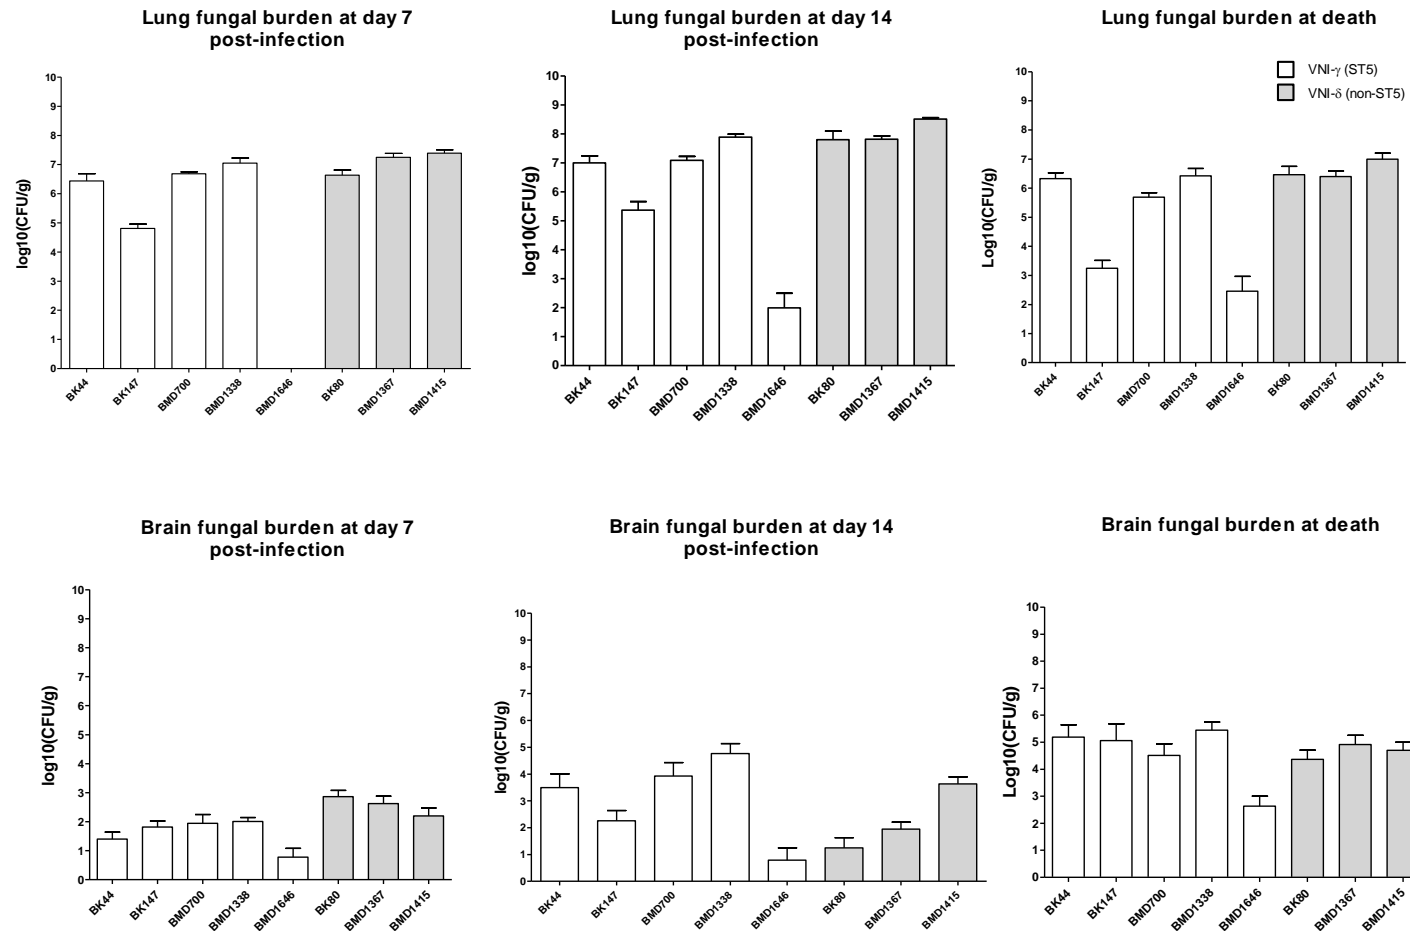 Lung fungal burden at day 7
post-infection
log10(CFU/g)
10
9
8
7
6
5
4
3
2
1
0
BK44
BK147
BMD700
BMD1338
BMD1646
BK80
BMD1367
BMD1415
Lung fungal burden at day 14
post-infection
log10(CFU/g)
10
9
8
7
6
5
4
3
2
1
0
BK44
BK147
BMD700
BMD1338
BMD1646
BK80
BMD1367
BMD1415
Lung fungal burden at death
VNI-γ (ST5)
VNI-δ (non-ST5)
Log10(CFU/g)
10
9
8
7
6
5
4
3
2
1
0
BK44
BK147
BMD700
BMD1338
BMD1646
BK80
BMD1367
BMD1415
Brain fungal burden at day 7
post-infection
log10(CFU/g)
10
9
8
7
6
5
4
3
2
1
0
BK44
BK147
BMD700
BMD1338
BMD1646
BK80
BMD1367
BMD1415
Brain fungal burden at day 14
post-infection
log10(CFU/g)
10
9
8
7
6
5
4
3
2
1
0
BK44
BK147
BMD700
BMD1338
BMD1646
BK80
BMD1367
BMD1415
Brain fungal burden at death
Log10(CFU/g)
10
9
8
7
6
5
4
3
2
1
0
BK44
BK147
BMD700
BMD1338
BMD1646
BK80
BMD1367
BMD1415